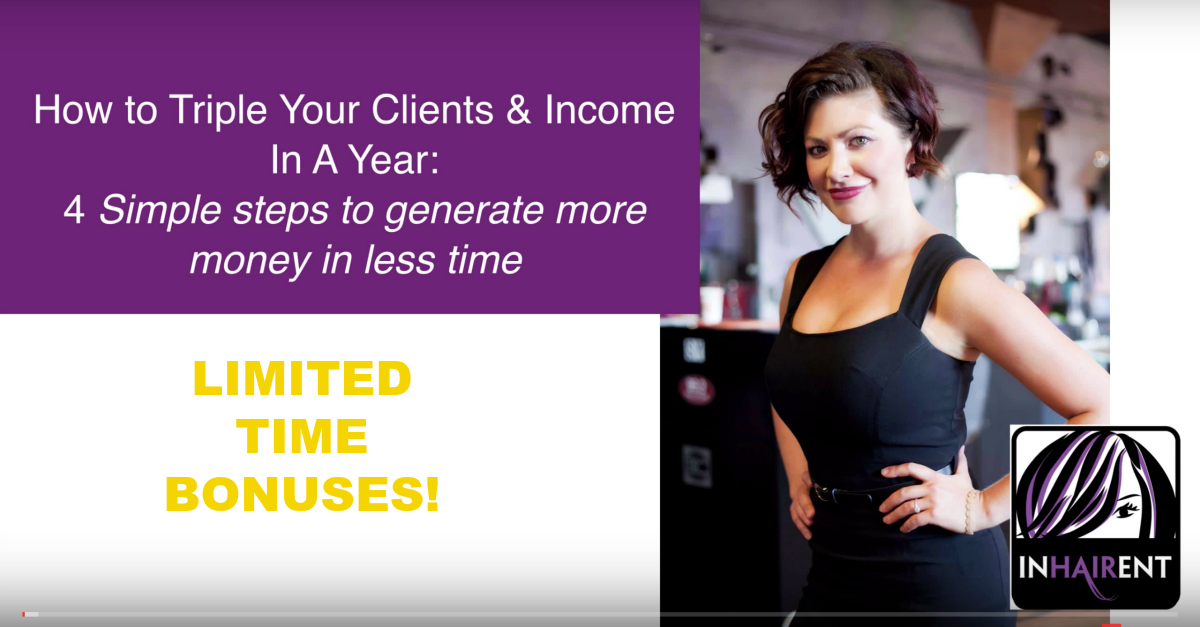 How to Triple Your Clients & Income
In A Year:
4 Simple steps to generate more
money in less time
LIMITED
TIME
BONUSES!
INHAIRENT